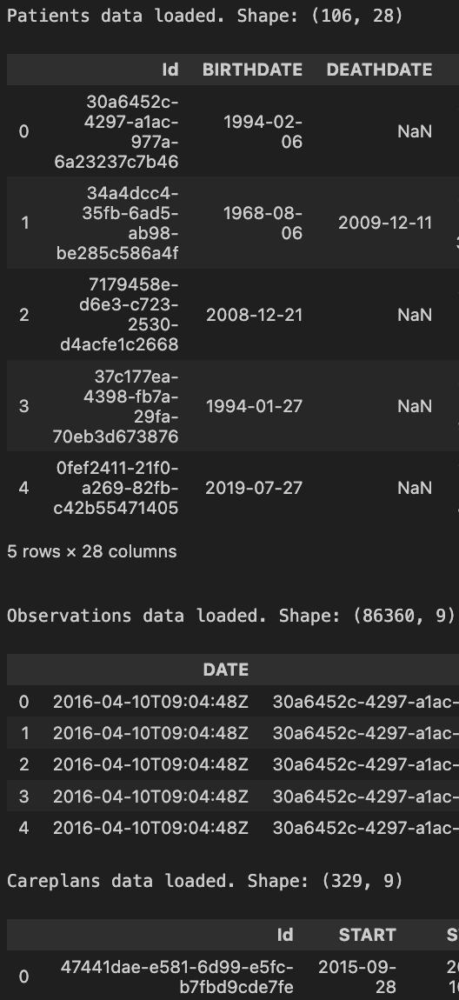 Patients data loaded. Shape: (106, 28)
Id BIRTHDATE DEATHDATE
0 30a6452c-4297-a1ac-977a-6a23237c7b46 1994-02-06 NaN
1 34a4dcc4-35fb-6ad5-ab98-be285c586a4f 1968-08-06 2009-12-11
2 7179458e-d6e3-c723-2530-d4acfe1c2668 2008-12-21 NaN
3 37c177ea-4398-fb7a-29fa-70eb3d673876 1994-01-27 NaN
4 0fef2411-21f0-a269-82fb-c42b55471405 2019-07-27 NaN
5 rows × 28 columns
Observations data loaded. Shape: (86360, 9)
DATE
0 2016-04-10T09:04:48Z 30a6452c-4297-a1ac-
1 2016-04-10T09:04:48Z 30a6452c-4297-a1ac-
2 2016-04-10T09:04:48Z 30a6452c-4297-a1ac-
3 2016-04-10T09:04:48Z 30a6452c-4297-a1ac-
4 2016-04-10T09:04:48Z 30a6452c-4297-a1ac-
Careplans data loaded. Shape: (329, 9)
Id START
0 47441dae-e581-6d99-e5fc-b7fbd9cde7fe 2015-09-28